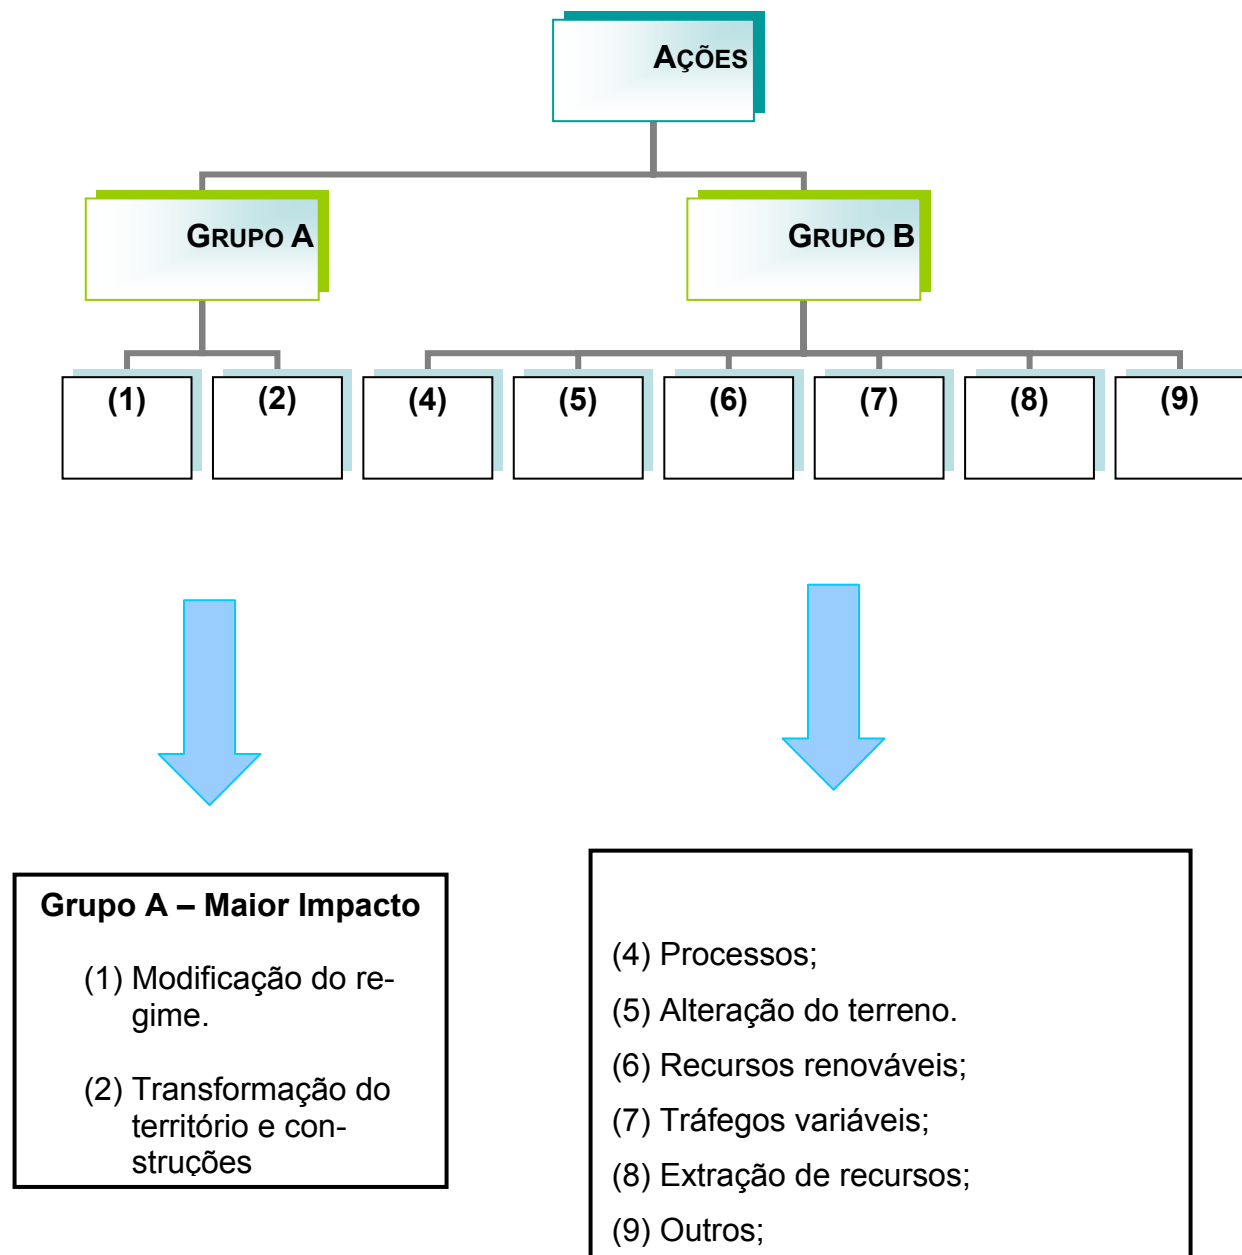 AÇÕES
GRUPO A
GRUPO B
(1)
(2)
(4)
(5)
(6)
(7)
(8)
(9)
Grupo A – Maior Impacto
(1) Modificação do re-
gime.
(2) Transformação do
território e con-
struções
(4) Processos;
(5) Alteração do terreno.
(6) Recursos renováveis;
(7) Tráfegos variáveis;
(8) Extração de recursos;
(9) Outros;